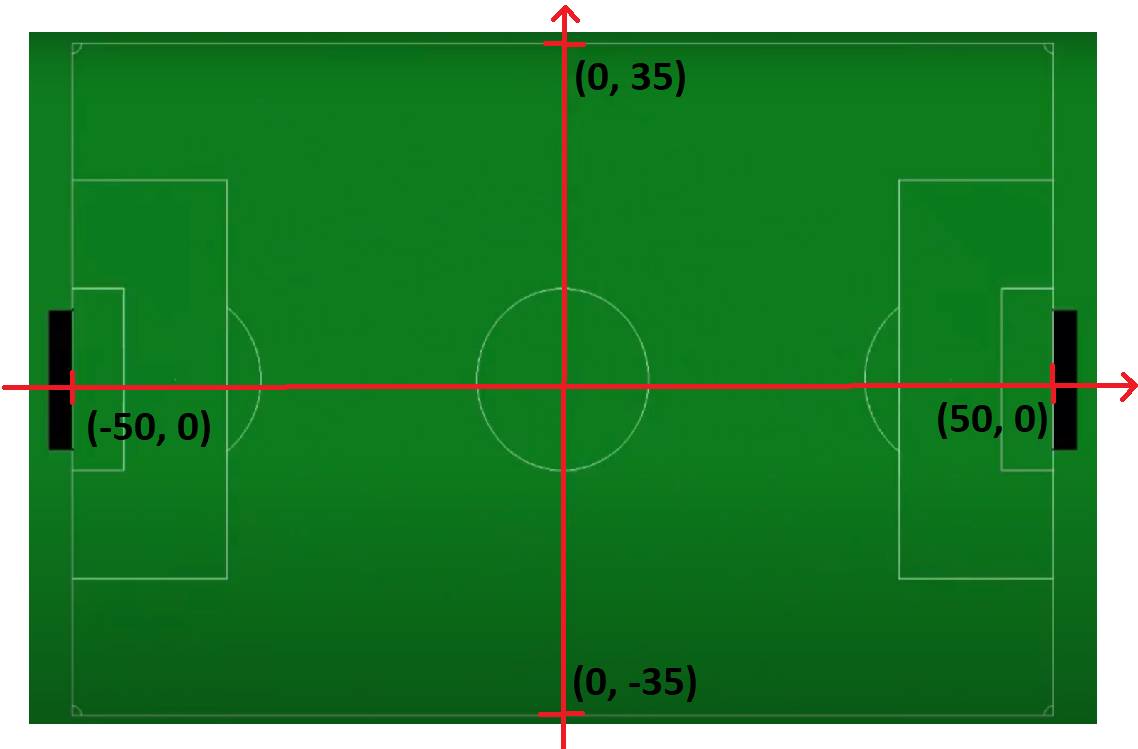 (0, 35)
(-50, 0)
(50, 0)
(0, -35)